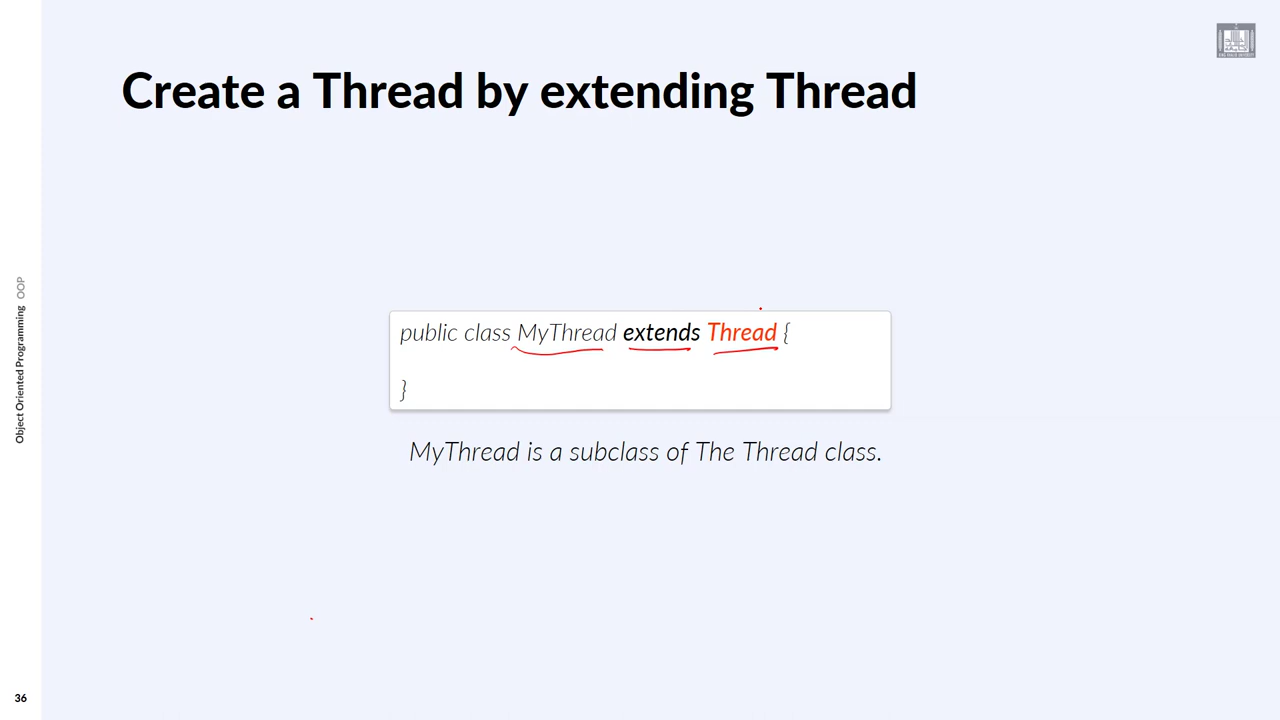 Create a Thread by extending Thread
public class MyThread extends Thread {
}
MyThread is a subclass of The Thread class.
Object Oriented Programming OOP
36